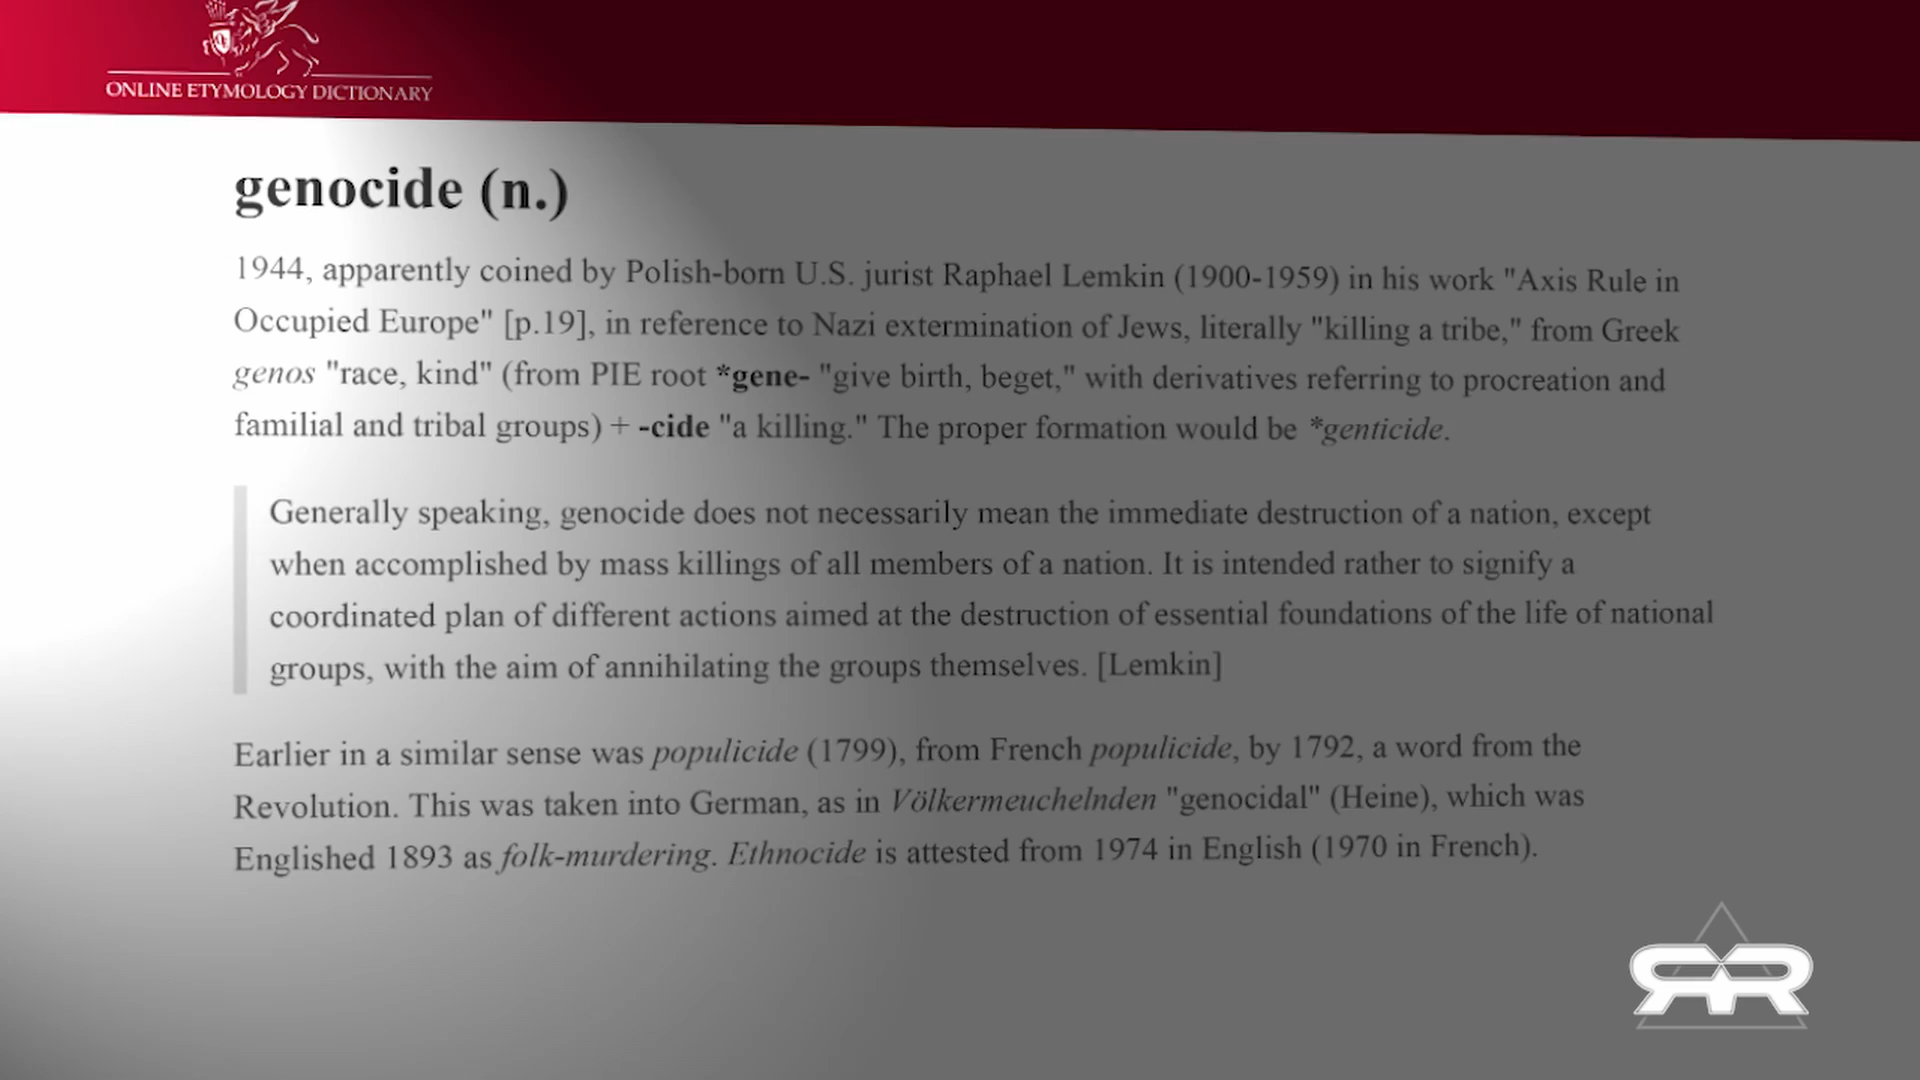 ONLINE ETYMOLOGY DICTIONARY
genocide (n.)
1944, apparently coined by Polish-born U.S. jurist Raphael Lemkin (1900-1959) in his work "Axis Rule in
Occupied Europe" [p.19], in reference to Nazi extermination of Jews, literally "killing a tribe," from Greek
genos "race, kind" (from PIE root *gene- "give birth, beget," with derivatives referring to procreation and
familial and tribal groups) + -cide "a killing." The proper formation would be *genticide.
Generally speaking, genocide does not necessarily mean the immediate destruction of a nation, except
when accomplished by mass killings of all members of a nation. It is intended rather to signify a
coordinated plan of different actions aimed at the destruction of essential foundations of the life of national
groups, with the aim of annihilating the groups themselves. [Lemkin]
Earlier in a similar sense was populicide (1799), from French populicide, by 1792, a word from the
Revolution. This was taken into German, as in Völkermeuchelnden "genocidal" (Heine), which was
Englished 1893 as folk-murdering. Ethnocide is attested from 1974 in English (1970 in French).